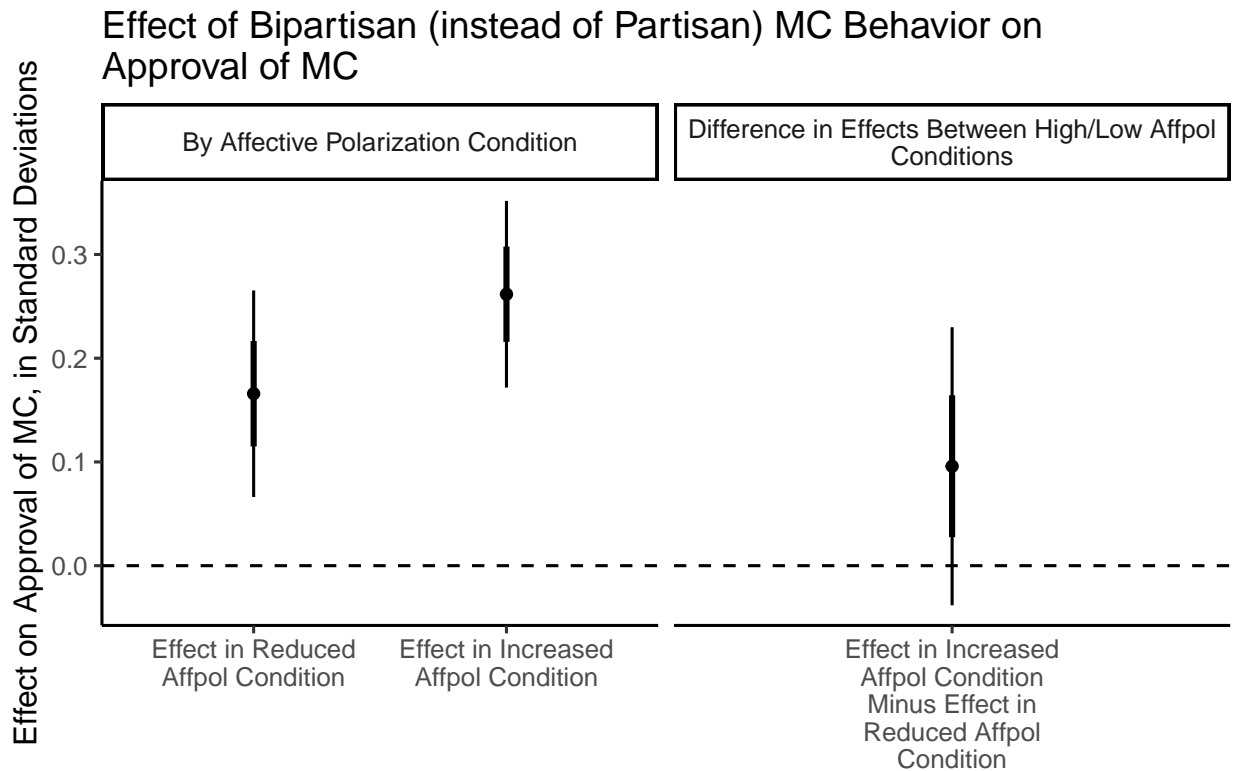 Effect of Bipartisan (instead of Partisan) MC Behavior on
Approval of MC
By Affective Polarization Condition
Difference in Effects Between High/Low Affpol
Conditions
Effect on Approval of MC, in Standard Deviations
0.3
0.2
0.1
0.0
Effect in Reduced
Affpol Condition
Effect in Increased
Affpol Condition
Effect in Increased
Affpol Condition
Minus Effect in
Reduced Affpol
Condition